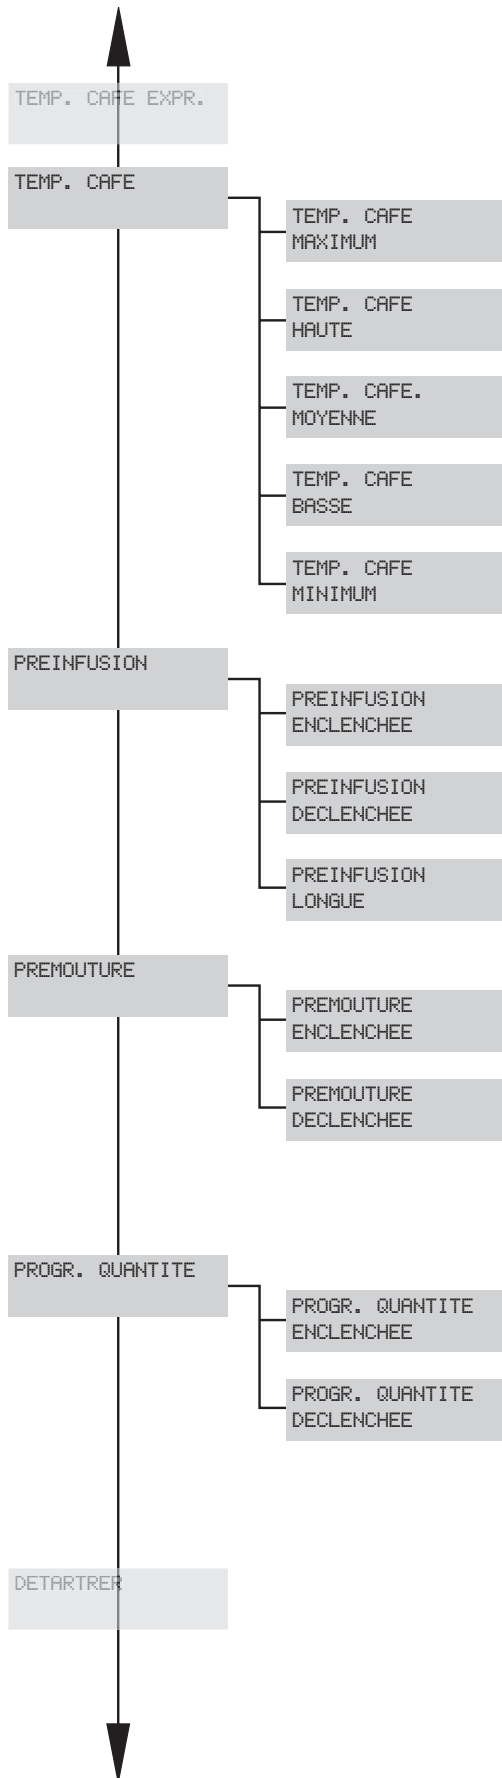 TEMP. CAFE EXPR.
TEMP. CAFE
TEMP. CAFE
MAXIMUM
TEMP. CAFE
HAUTE
TEMP. CAFE.
MOYENNE
TEMP. CAFE
BASSE
TEMP. CAFE
MINIMUM
PREINFUSION
PREINFUSION
ENCLENCHEE
PREINFUSION
DECLENCHEE
PREINFUSION
LONGUE
PREMOUTURE
PREMOUTURE
ENCLENCHEE
PREMOUTURE
DECLENCHEE
PROGR. QUANTITE
PROGR. QUANTITE
ENCLENCHEE
PROGR. QUANTITE
DECLENCHEE
DETARTRER